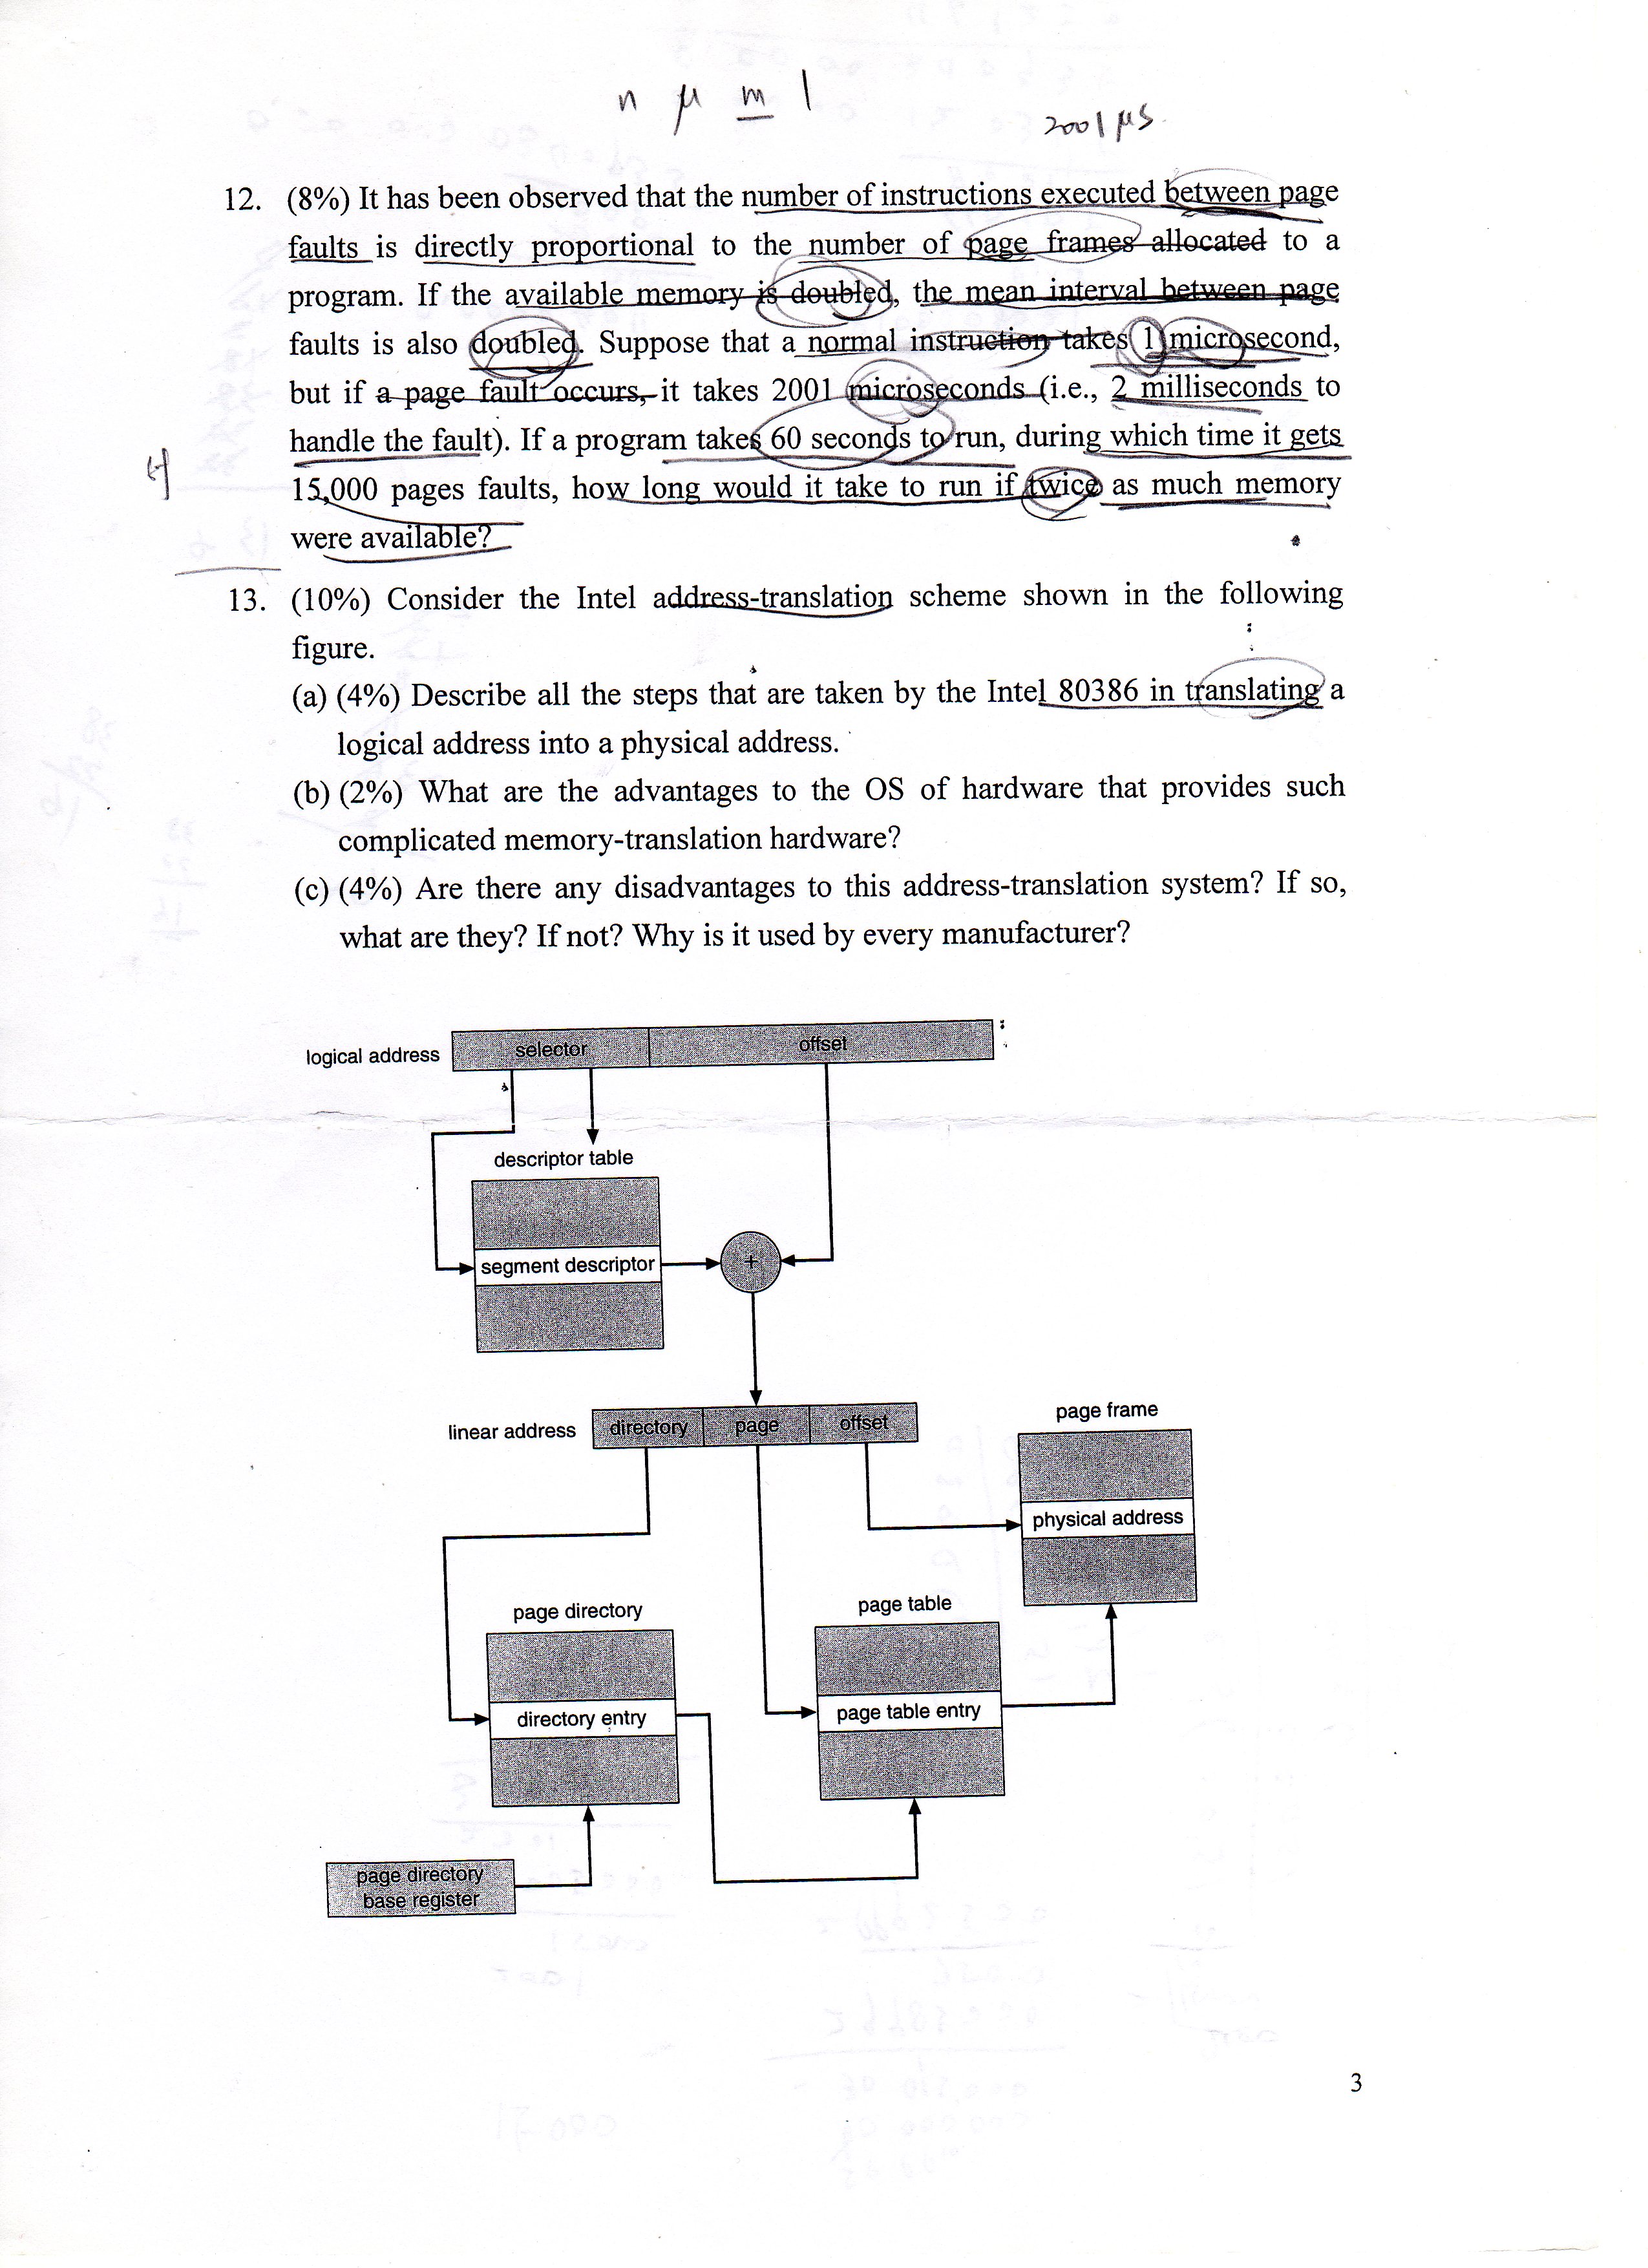 n μ m 1
2001 μs.
12. (8%) It has been observed that the number of instructions executed between page
faults is directly proportional to the number of page frames allocated to a
program. If the available memory is doubled, the mean interval between page
faults is also doubled. Suppose that a normal instruction takes 1 microsecond,
but if a page fault occurs, it takes 2001 microseconds (i.e., 2 milliseconds to
handle the fault). If a program takes 60 seconds to run, during which time it gets
15,000 pages faults, how long would it take to run if twice as much memory
were available?
13. (10%) Consider the Intel address-translation scheme shown in the following
figure.
(a) (4%) Describe all the steps that are taken by the Intel 80386 in translating a
logical address into a physical address.
(b) (2%) What are the advantages to the OS of hardware that provides such
complicated memory-translation hardware?
(c) (4%) Are there any disadvantages to this address-translation system? If so,
what are they? If not? Why is it used by every manufacturer?
logical address selector offset
descriptor table
segment descriptor +
linear address directory page offset
page frame
physical address
page directory
page table
directory entry
page table entry
page directory
base register
3